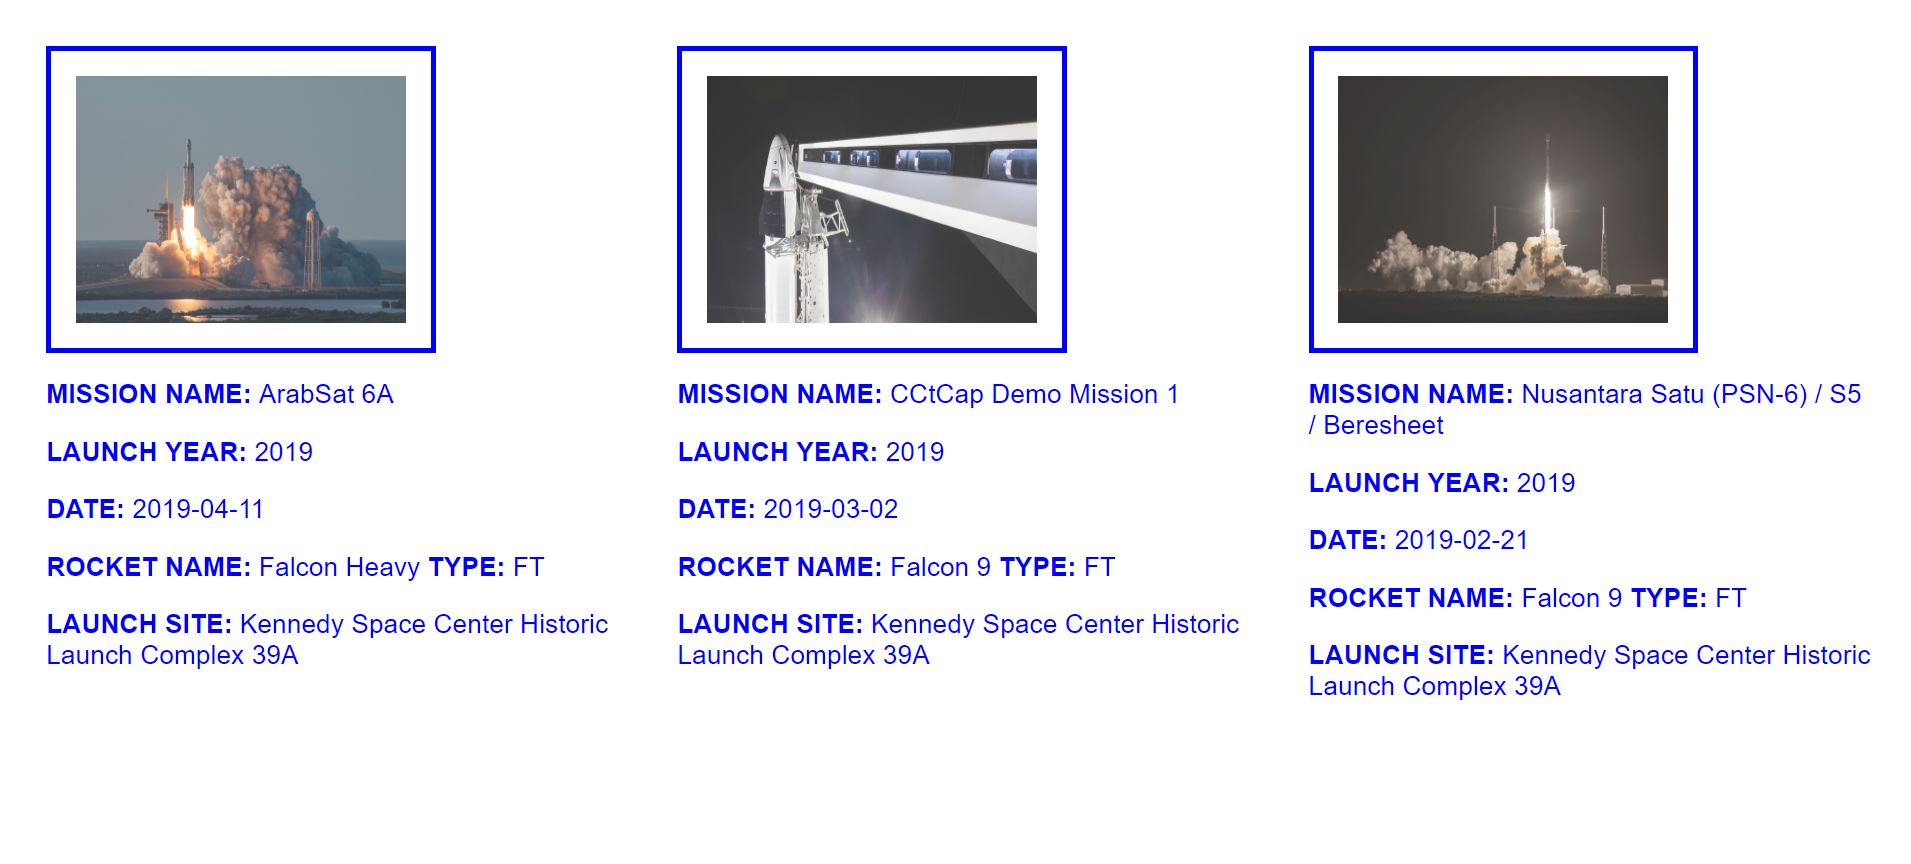 MISSION NAME: ArabSat 6A
LAUNCH YEAR: 2019
DATE: 2019-04-11
ROCKET NAME: Falcon Heavy TYPE: FT
LAUNCH SITE: Kennedy Space Center Historic
Launch Complex 39A
MISSION NAME: CCtCap Demo Mission 1
LAUNCH YEAR: 2019
DATE: 2019-03-02
ROCKET NAME: Falcon 9 TYPE: FT
LAUNCH SITE: Kennedy Space Center Historic
Launch Complex 39A
MISSION NAME: Nusantara Satu (PSN-6) / S5
/ Beresheet
LAUNCH YEAR: 2019
DATE: 2019-02-21
ROCKET NAME: Falcon 9 TYPE: FT
LAUNCH SITE: Kennedy Space Center Historic
Launch Complex 39A